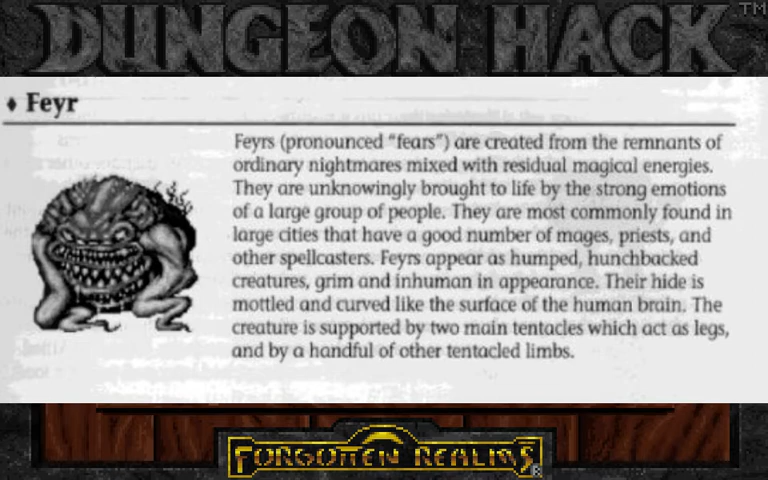 DUNGEON HACK™
♦ Feyr
Feyrs (pronounced "fears") are created from the remnants of
ordinary nightmares mixed with residual magical energies.
They are unknowingly brought to life by the strong emotions
of a large group of people. They are most commonly found in
large cities that have a good number of mages, priests, and
other spellcasters. Feyrs appear as humped, hunchbacked
creatures, grim and inhuman in appearance. Their hide is
mottled and curved like the surface of the human brain. The
creature is supported by two main tentacles which act as legs,
and by a handful of other tentacled limbs.
FORGOTTEN REALMS®